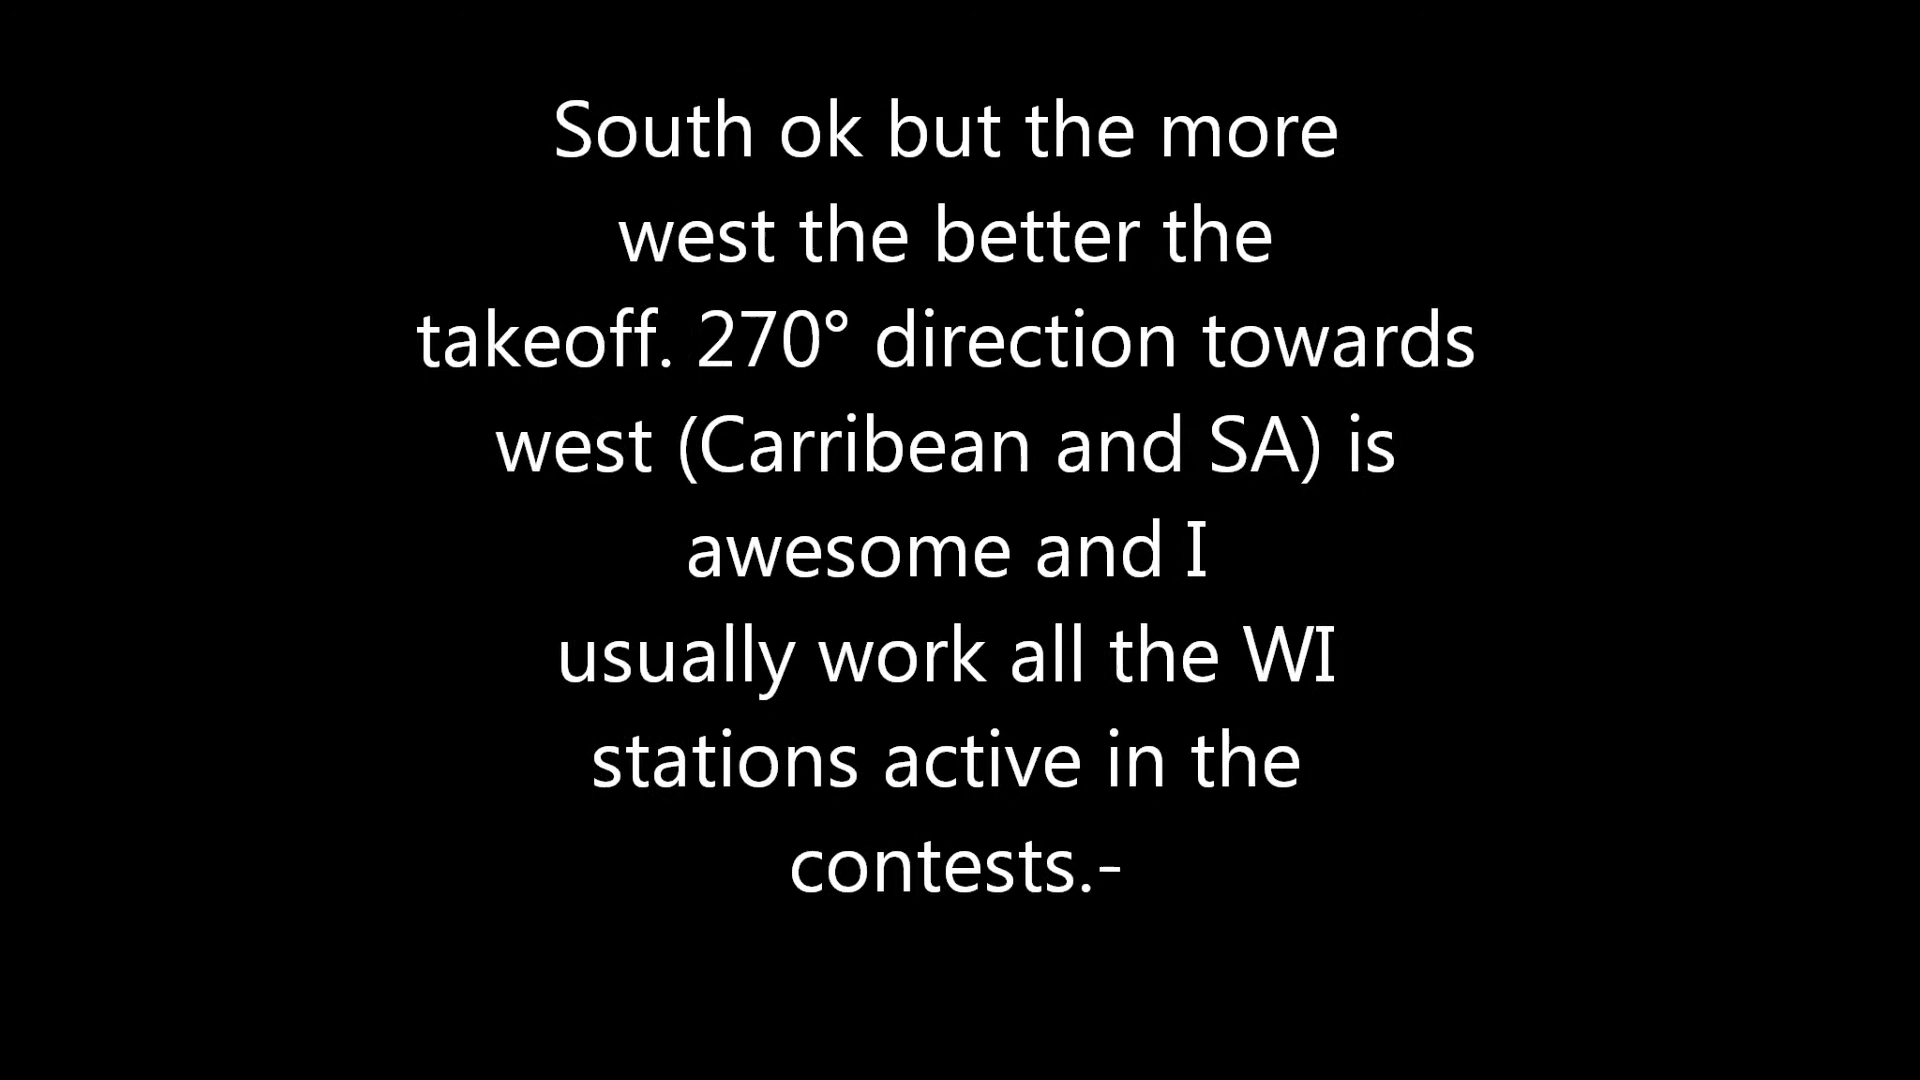 South ok but the more
west the better the
takeoff. 270° direction towards
west (Carribean and SA) is
awesome and I
usually work all the WI
stations active in the
contests.-